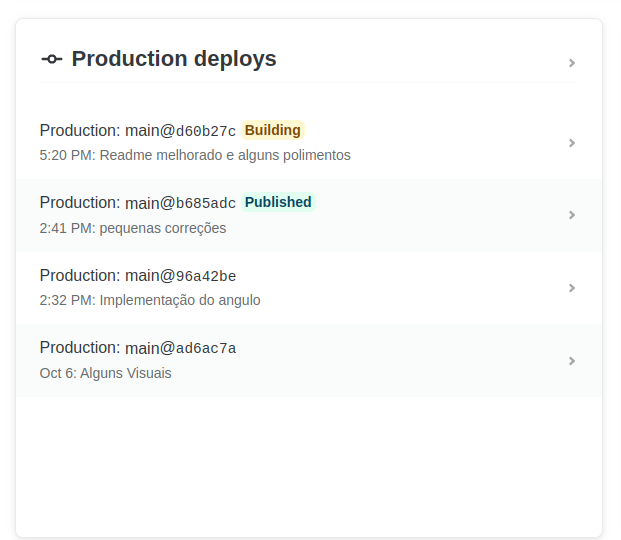 Production deploys
Production: main@d60b27c Building
5:20 PM: Readme melhorado e alguns polimentos
Production: main@b685adc Published
2:41 PM: pequenas correções
Production: main@96a42be
2:32 PM: Implementação do angulo
Production: main@ad6ac7a
Oct 6: Alguns Visuais